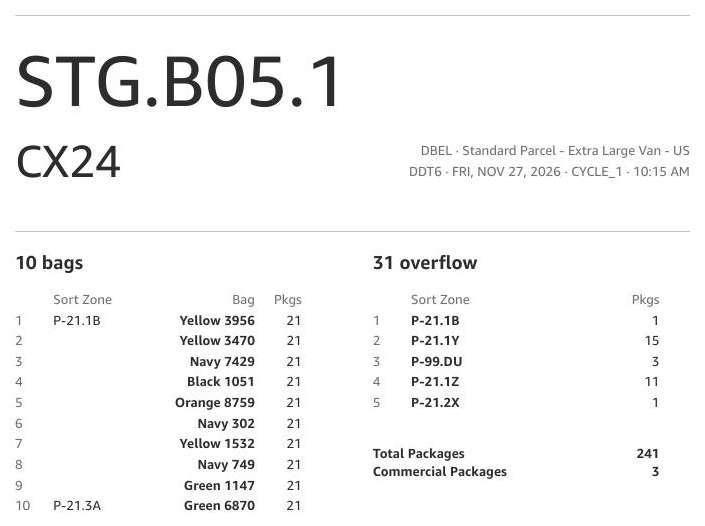 STG.B05.1
CX24
DBEL · Standard Parcel - Extra Large Van - US
DDT6 · FRI, NOV 27, 2026 · CYCLE_1 · 10:15 AM
10 bags
Sort Zone Bag Pkgs
1 P-21.1B Yellow 3956 21
2 Yellow 3470 21
3 Navy 7429 21
4 Black 1051 21
5 Orange 8759 21
6 Navy 302 21
7 Yellow 1532 21
8 Navy 749 21
9 Green 1147 21
10 P-21.3A Green 6870 21
31 overflow
Sort Zone Pkgs
1 P-21.1B 1
2 P-21.1Y 15
3 P-99.DU 3
4 P-21.1Z 11
5 P-21.2X 1
Total Packages 241
Commercial Packages 3